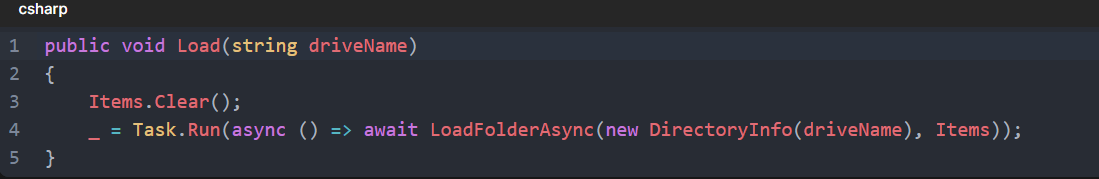 csharp
1 public void Load(string driveName)
2 {
3     Items.Clear();
4     _ = Task.Run(async () => await LoadFolderAsync(new DirectoryInfo(driveName), Items));
5 }